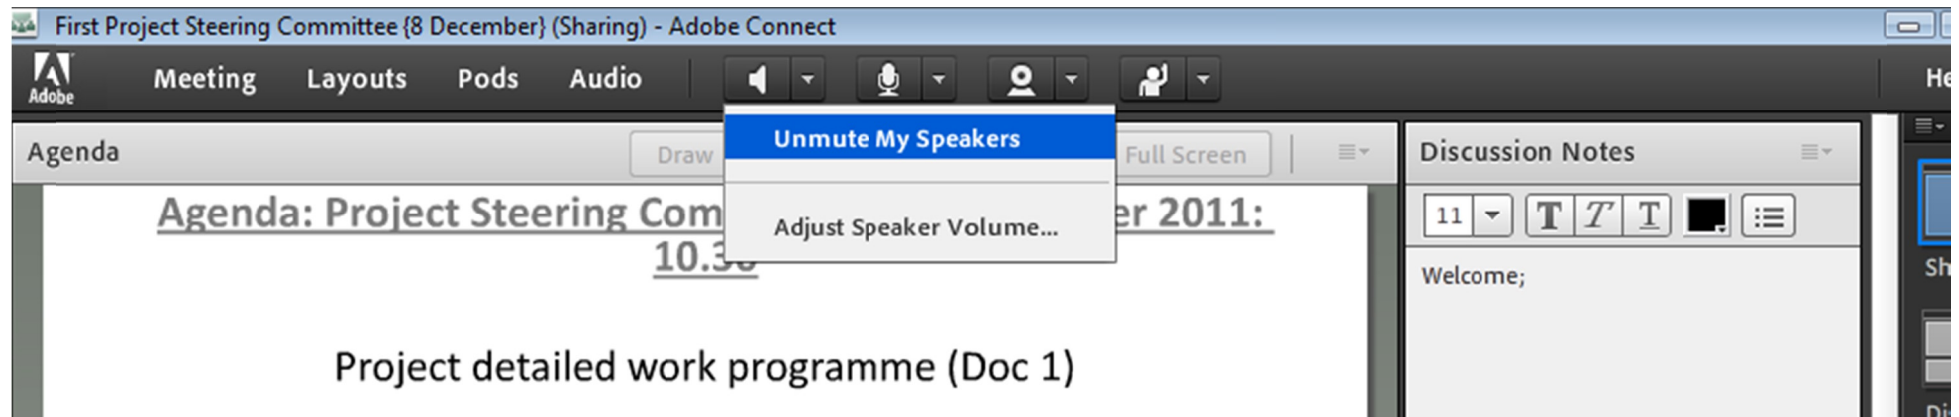 First Project Steering Committee {8 December} (Sharing) - Adobe Connect
Adobe
Meeting Layouts Pods Audio
Agenda
Draw
Full Screen
Unmute My Speakers
Adjust Speaker Volume...
Agenda: Project Steering Com er 2011:
10.30
Project detailed work programme (Doc 1)
Discussion Notes
11 T T T
Welcome;